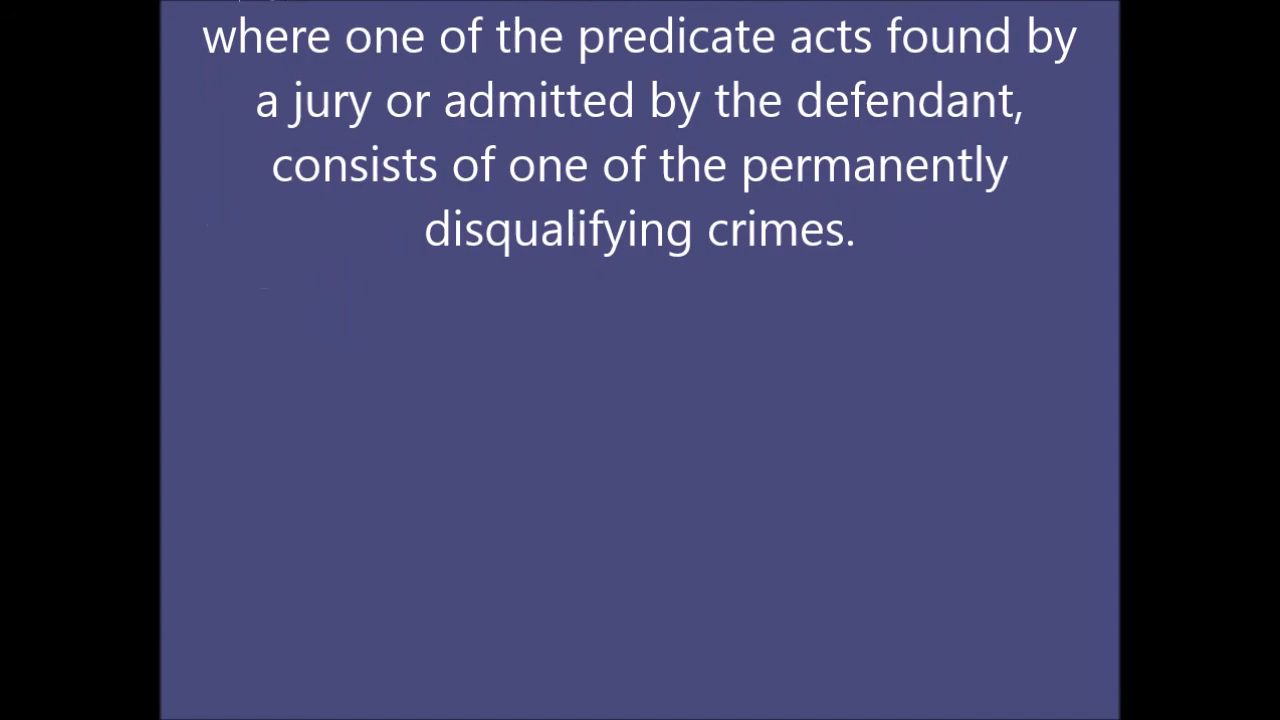 where one of the predicate acts found by
a jury or admitted by the defendant,
consists of one of the permanently
disqualifying crimes.